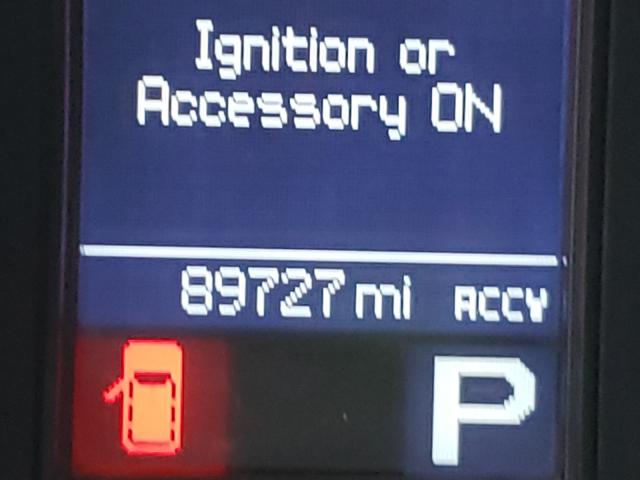 Ignition or
Accessory ON
89727 mi ACCY
P